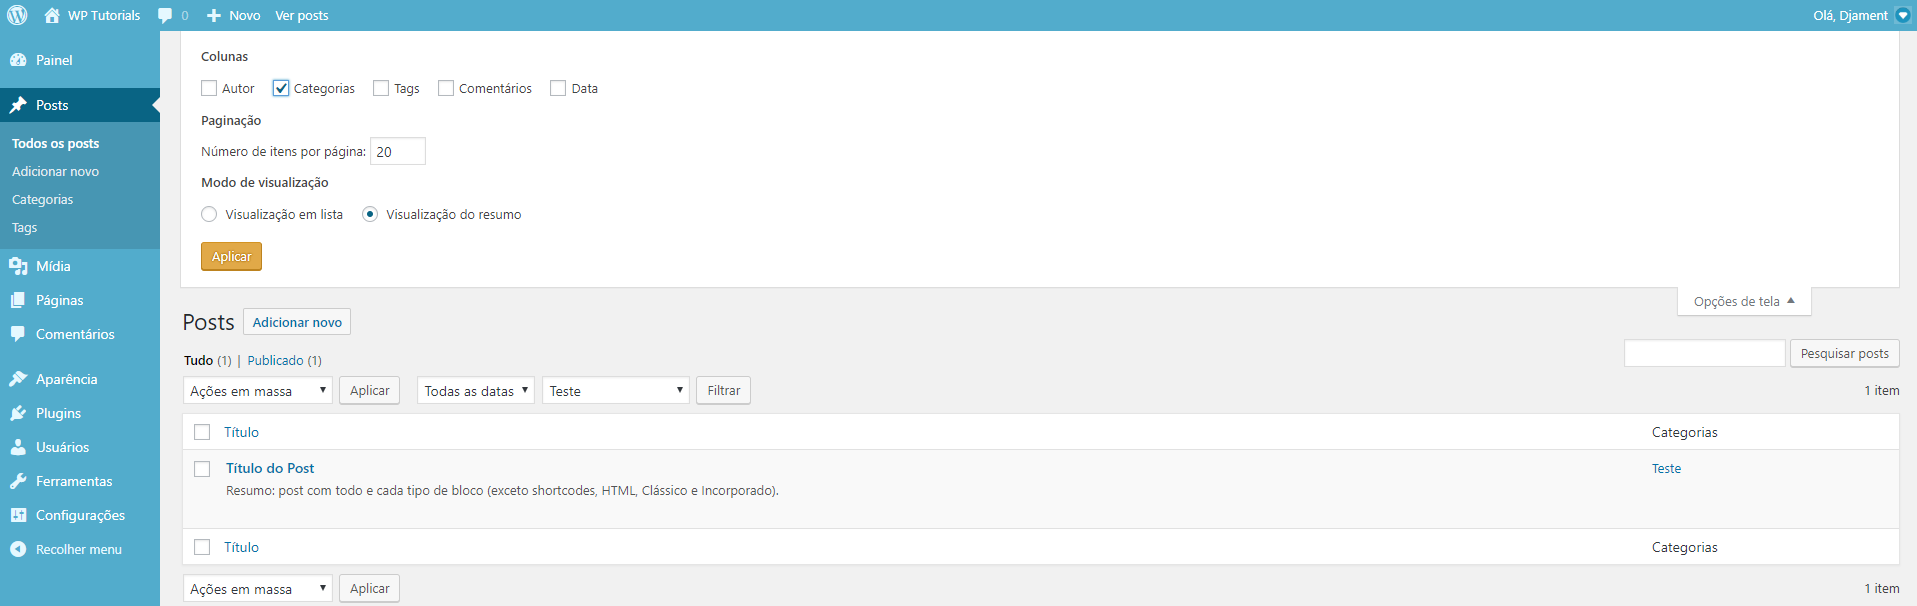 WP Tutorials 0 Novo Ver posts Olá, Djament
Painel
Posts
Todos os posts
Adicionar novo
Categorias
Tags
Mídia
Páginas
Comentários
Aparência
Plugins
Usuários
Ferramentas
Configurações
Recolher menu
Colunas
Autor Categorias Tags Comentários Data
Paginação
Número de itens por página: 20
Modo de visualização
Visualização em lista Visualização do resumo
Aplicar
Opções de tela
Posts Adicionar novo
Tudo (1) | Publicado (1)
Pesquisar posts
Ações em massa Aplicar Todas as datas Teste Filtrar 1 item
Título Categorias
Título do Post Teste
Resumo: post com todo e cada tipo de bloco (exceto shortcodes, HTML, Clássico e Incorporado).
Título Categorias
Ações em massa Aplicar 1 item